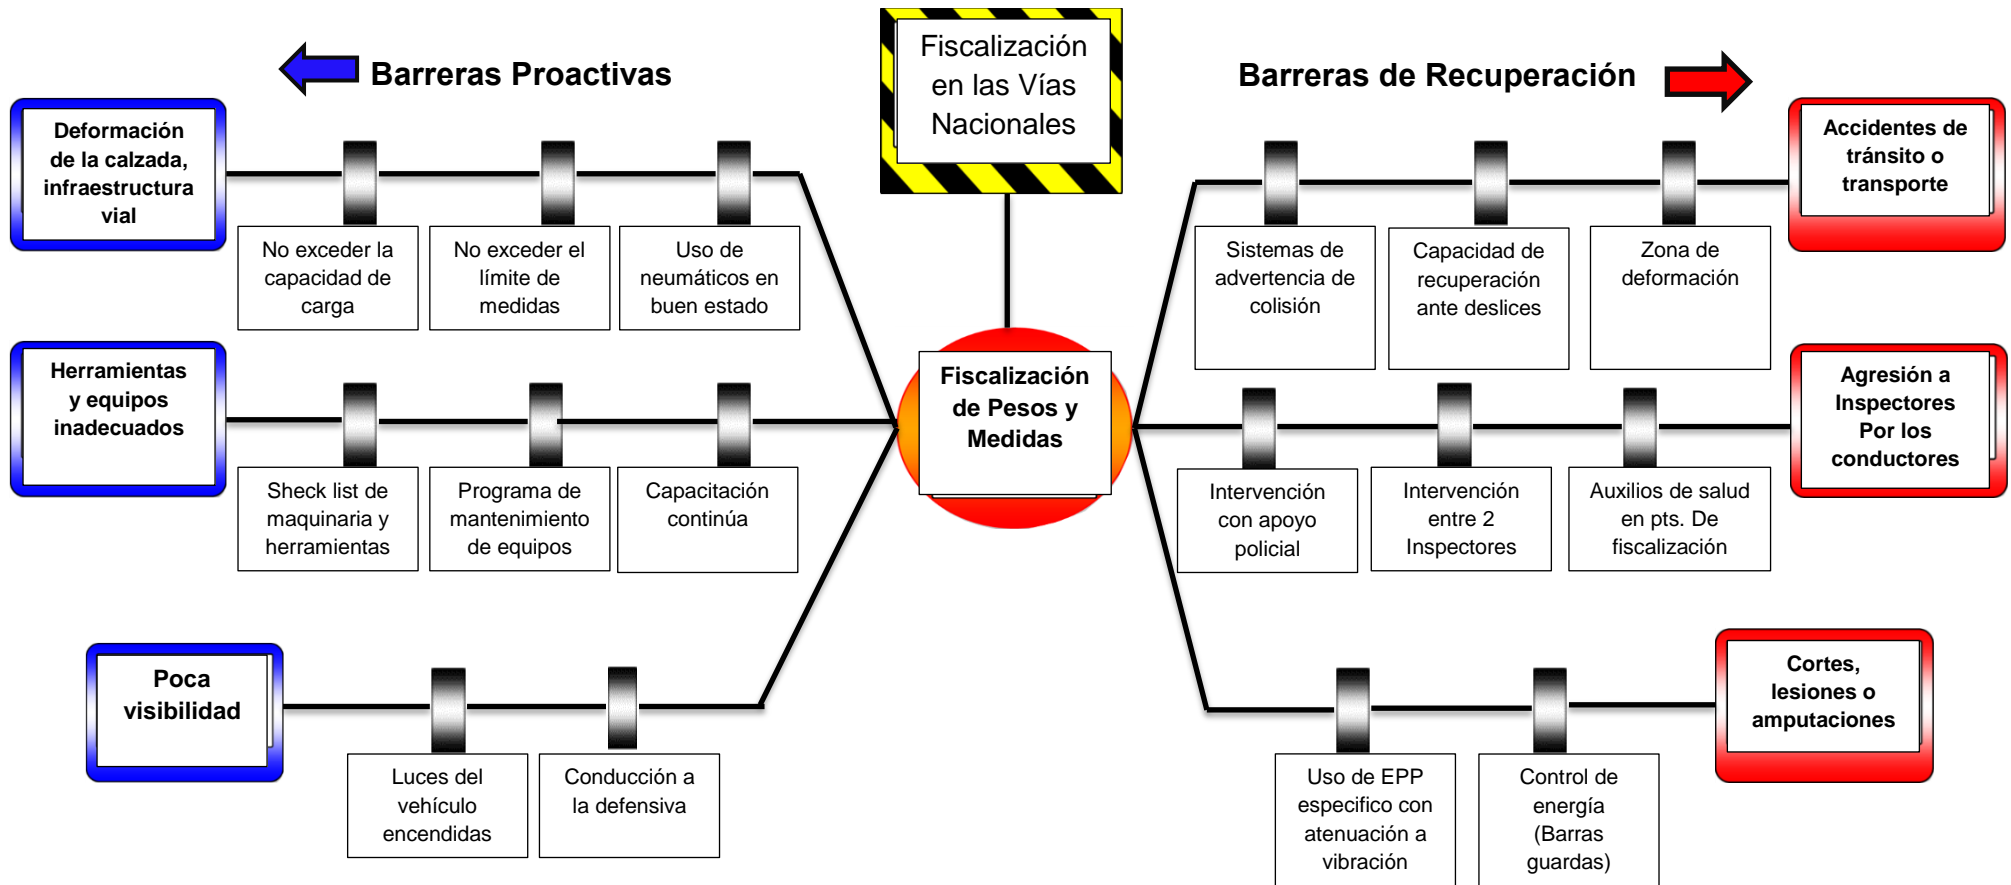 Fiscalización
en las Vías
Nacionales
Barreras Proactivas
Barreras de Recuperación
Deformación
de la calzada,
infraestructura
vial
No exceder la
capacidad de
carga
No exceder el
límite de
medidas
Uso de
neumáticos en
buen estado
Herramientas
y equipos
inadecuados
Sheck list de
maquinaria y
herramientas
Programa de
mantenimiento
de equipos
Capacitación
continúa
Poca
visibilidad
Luces del
vehículo
encendidas
Conducción a
la defensiva
Fiscalización
de Pesos y
Medidas
Sistemas de
advertencia de
colisión
Capacidad de
recuperación
ante deslices
Zona de
deformación
Accidentes de
tránsito o
transporte
Intervención
con apoyo
policial
Intervención
entre 2
Inspectores
Auxilios de salud
en pts. De
fiscalización
Agresión a
Inspectores
Por los
conductores
Uso de EPP
especifico con
atenuación a
vibración
Control de
energía
(Barras
guardas)
Cortes,
lesiones o
amputaciones